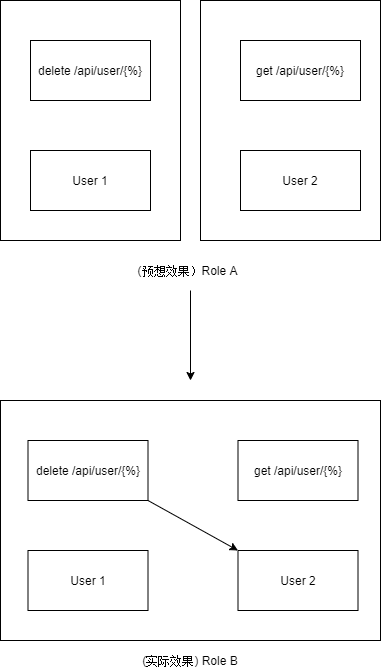 delete /api/user/{%}
get /api/user/{%}
User 1
User 2
(预想效果）Role A
delete /api/user/{%}
get /api/user/{%}
User 1
User 2
(实际效果) Role B